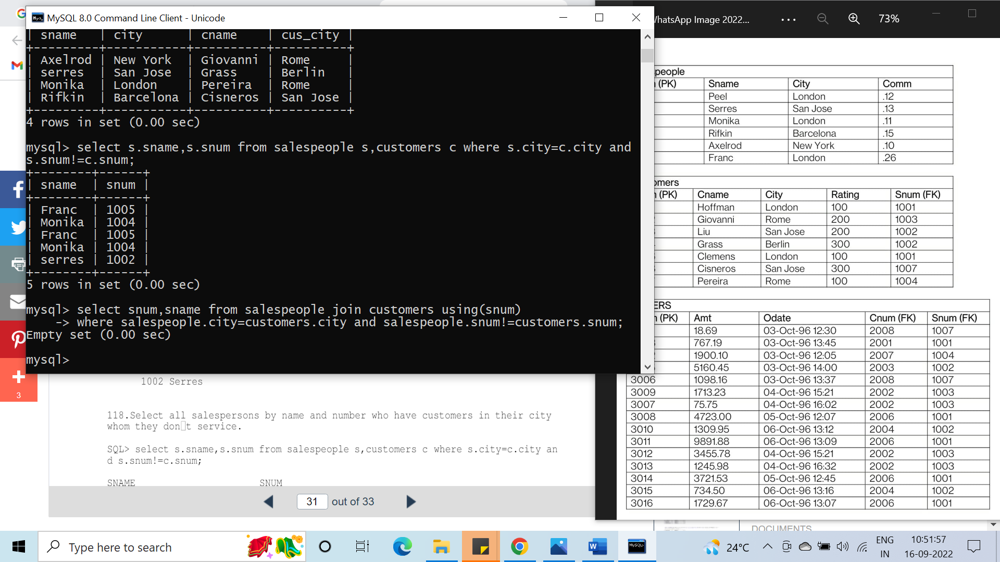 MySQL 8.0 Command Line Client - Unicode
| sname | city | cname | cus_city |
+---------+-----------+----------+----------+
| Axelrod | New York | Giovanni | Rome |
| serres | San Jose | Grass | Berlin |
| Monika | London | Pereira | Rome |
| Rifkin | Barcelona | Cisneros | San Jose |
+---------+-----------+----------+----------+
4 rows in set (0.00 sec)
mysql> select s.sname,s.snum from salespeople s,customers c where s.city=c.city and
s.snum!=c.snum;
+--------+------+
| sname | snum |
+--------+------+
| Franc | 1005 |
| Monika | 1004 |
| Franc | 1005 |
| Monika | 1004 |
| serres | 1002 |
+--------+------+
5 rows in set (0.00 sec)
mysql> select snum,sname from salespeople join customers using(snum)
-> where salespeople.city=customers.city and salespeople.snum!=customers.snum;
Empty set (0.00 sec)
mysql>
3
1002 Serres
118.Select all salespersons by name and number who have customers in their city
whom they don▯t service.
SQL> select s.sname,s.snum from salespeople s,customers c where s.city=c.city an
d s.snum!=c.snum;
SNAME SNUM
31 out of 33
hatsApp Image 2022... 73%
people
(PK) Sname City Comm
Peel London .12
Serres San Jose .13
Monika London .11
Rifkin Barcelona .15
Axelrod New York .10
Franc London .26
omers
(PK) Cname City Rating Snum (FK)
Hoffman London 100 1001
Giovanni Rome 200 1003
Liu San Jose 200 1002
Grass Berlin 300 1002
Clemens London 100 1001
Cisneros San Jose 300 1007
Pereira Rome 100 1004
ERS
(PK) Amt Odate Cnum (FK) Snum (FK)
18.69 03-Oct-96 12:30 2008 1007
767.19 03-Oct-96 13:45 2001 1001
1900.10 03-Oct-96 12:05 2007 1004
5160.45 03-Oct-96 14:00 2003 1002
3006 1098.16 03-Oct-96 13:37 2008 1007
3009 1713.23 04-Oct-96 15:21 2002 1003
3007 75.75 04-Oct-96 16:02 2002 1003
3008 4723.00 05-Oct-96 12:07 2006 1001
3010 1309.95 06-Oct-96 13:12 2004 1002
3011 9891.88 06-Oct-96 13:09 2006 1001
3012 3455.78 04-Oct-96 15:21 2002 1003
3013 1245.98 04-Oct-96 16:32 2002 1003
3014 3721.53 05-Oct-96 12:45 2006 1001
3015 734.50 06-Oct-96 13:16 2004 1002
3016 1729.67 06-Oct-96 13:07 2006 1001
DOCUMENTS
Type here to search
24°C
ENG
IN
10:51:57
16-09-2022